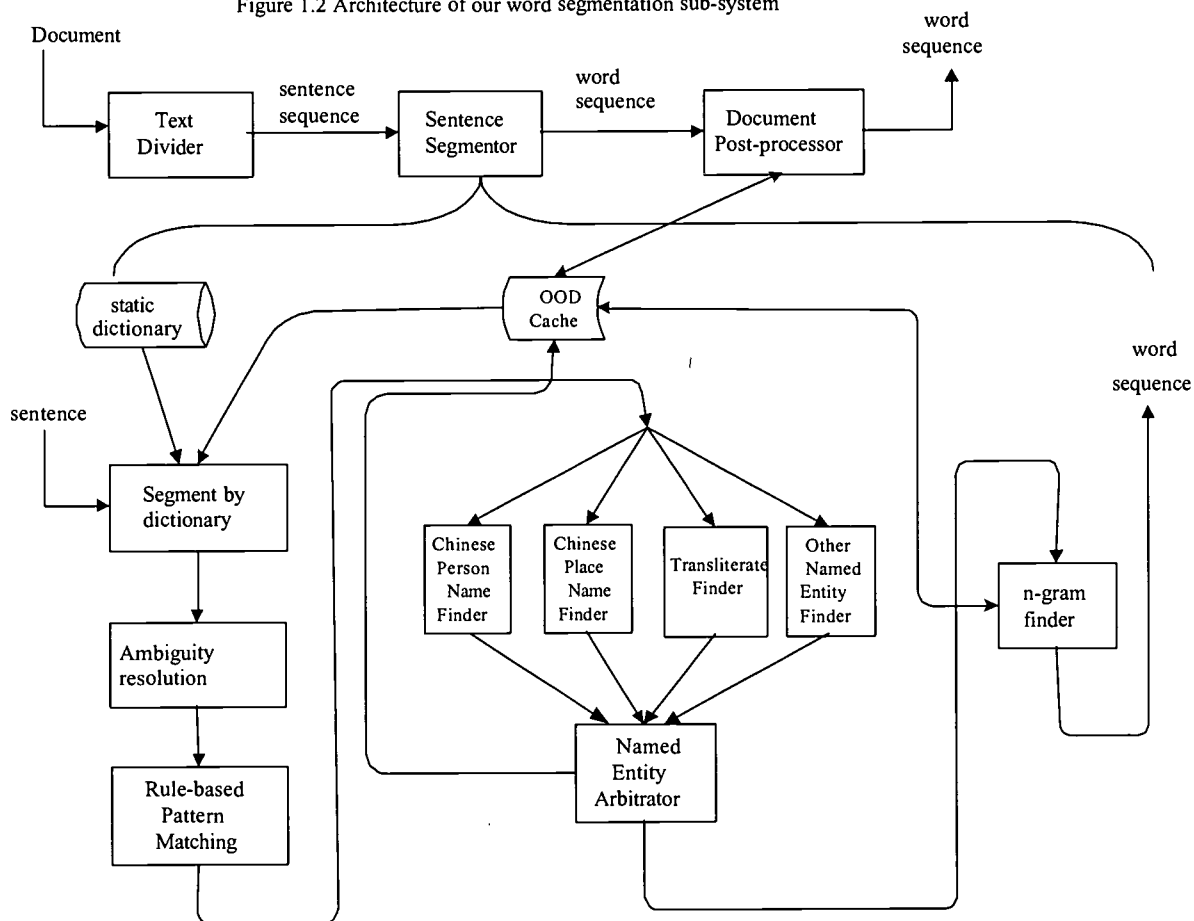 Figure 1.2 Architecture of our word segmentation sub-system
Document
word
sequence
Text
Divider
sentence
sequence
Sentence
Segmentor
word
sequence
Document
Post-processor
static
dictionary
OOD
Cache
word
sequence
sentence
Segment by
dictionary
Chinese
Person
Name
Finder
Chinese
Place
Name
Finder
Transliterate
Finder
Other
Named
Entity
Finder
n-gram
finder
Ambiguity
resolution
Named
Entity
Arbitrator
Rule-based
Pattern
Matching